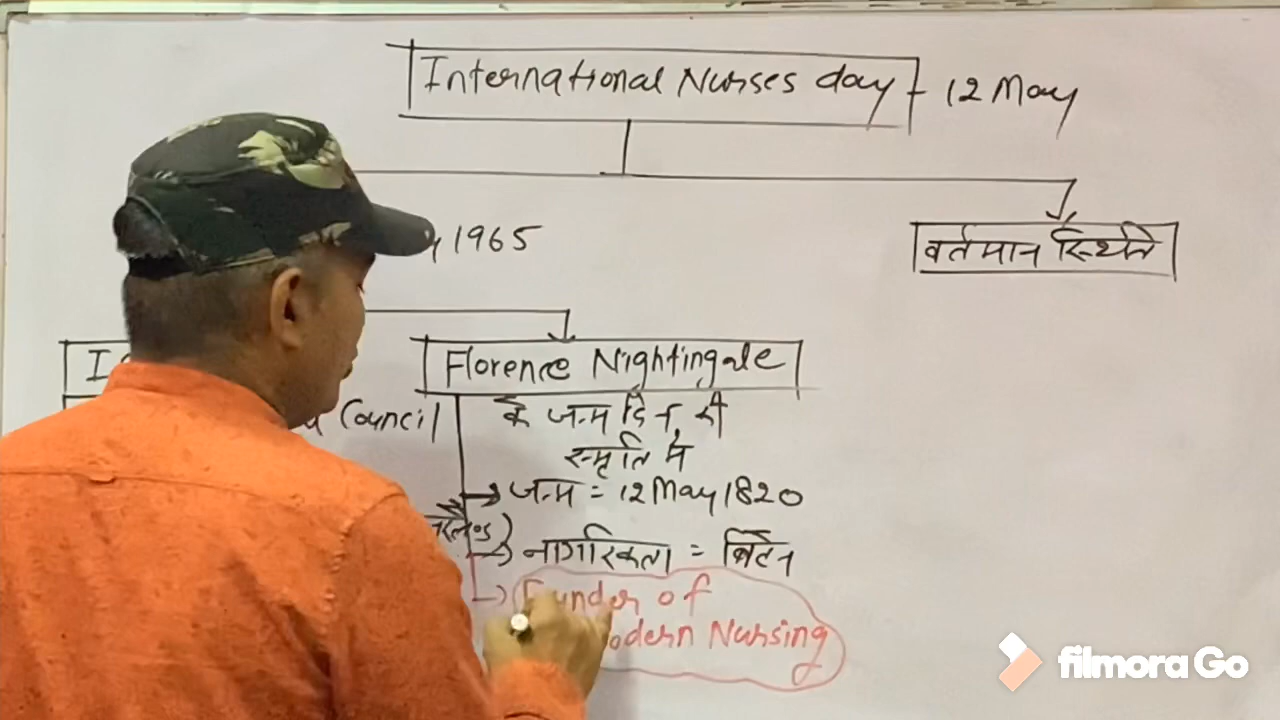 International Nurses day - 12 May
1965
वर्तमान स्थिति
Florence Nightingale
Council
के जन्म दिन की
स्मृति में
→ जन्म = 12 May 1820
→ नागरिकता = ब्रिटेन
→ Founder of
Modern Nursing
filmora Go